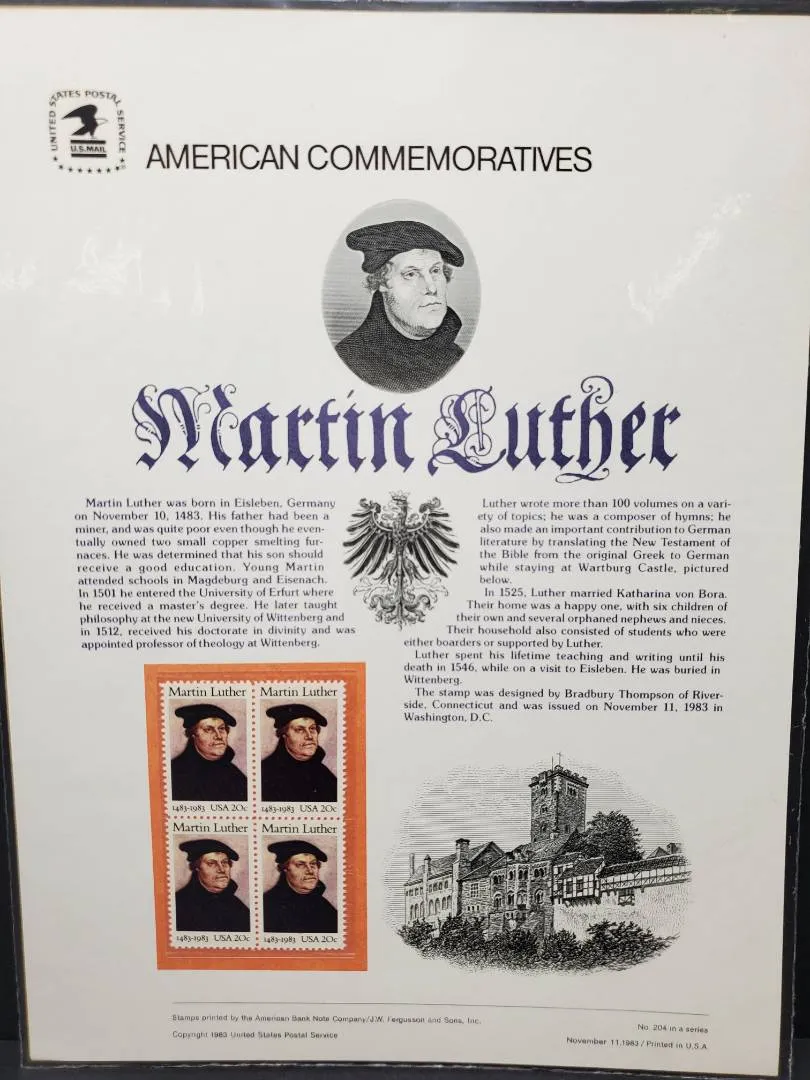 UNITED STATES POSTAL SERVICE
U.S.MAIL
AMERICAN COMMEMORATIVES
Martin Luther
Martin Luther was born in Eisleben, Germany
on November 10, 1483. His father had been a
miner, and was quite poor even though he even-
tually owned two small copper smelting fur-
naces. He was determined that his son should
receive a good education. Young Martin
attended schools in Magdeburg and Eisenach.
In 1501 he entered the University of Erfurt where
he received a master's degree. He later taught
philosophy at the new University of Wittenberg and
in 1512, received his doctorate in divinity and was
appointed professor of theology at Wittenberg.
Luther wrote more than 100 volumes on a vari-
ety of topics; he was a composer of hymns; he
also made an important contribution to German
literature by translating the New Testament of
the Bible from the original Greek to German
while staying at Wartburg Castle, pictured
below.
In 1525, Luther married Katharina von Bora.
Their home was a happy one, with six children of
their own and several orphaned nephews and nieces.
Their household also consisted of students who were
either boarders or supported by Luther.
Luther spent his lifetime teaching and writing until his
death in 1546, while on a visit to Eisleben. He was buried in
Wittenberg.
The stamp was designed by Bradbury Thompson of River-
side, Connecticut and was issued on November 11, 1983 in
Washington, D.C.
Martin Luther
1483-1983 USA 20c
Martin Luther
1483-1983 USA 20c
Martin Luther
1483-1983 USA 20c
Martin Luther
1483-1983 USA 20c
Stamps printed by the American Bank Note Company/J.W. Fergusson and Sons, Inc.
Copyright 1983 United States Postal Service
No. 204 in a series
November 11,1983 / Printed in U.S.A.